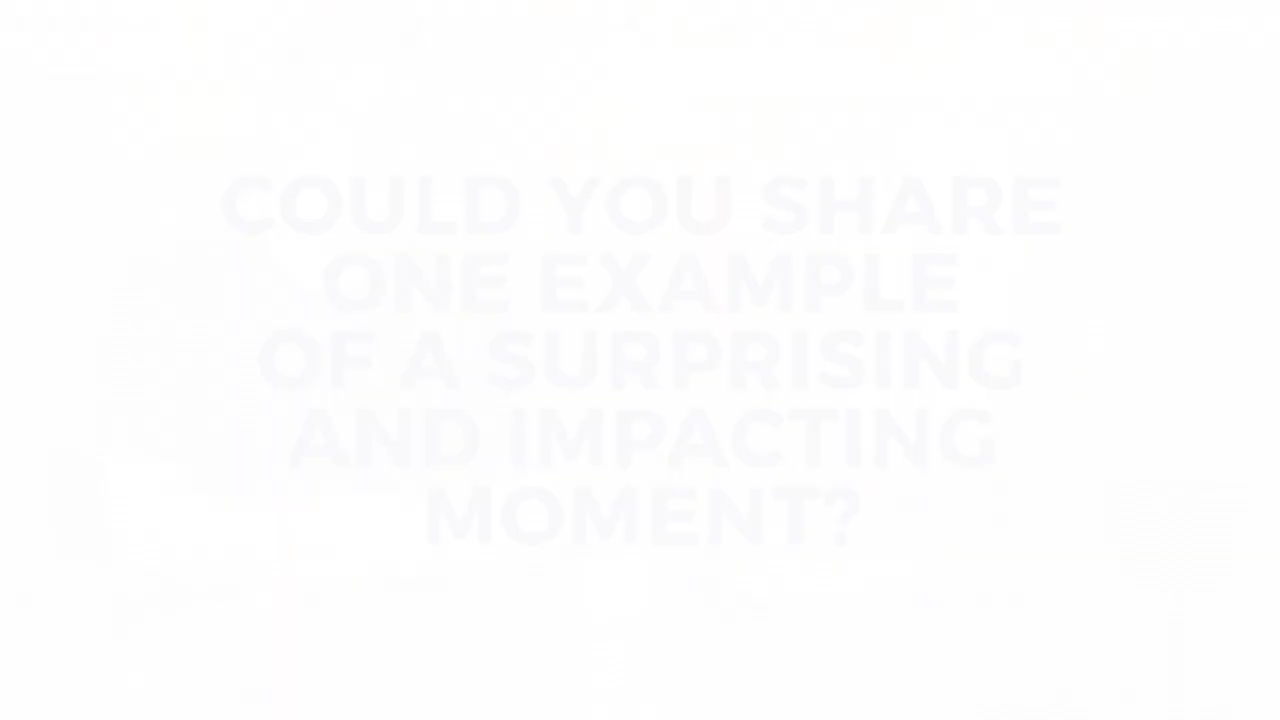 COULD YOU SHARE
ONE EXAMPLE
OF A SURPRISING
AND IMPACTING
MOMENT?